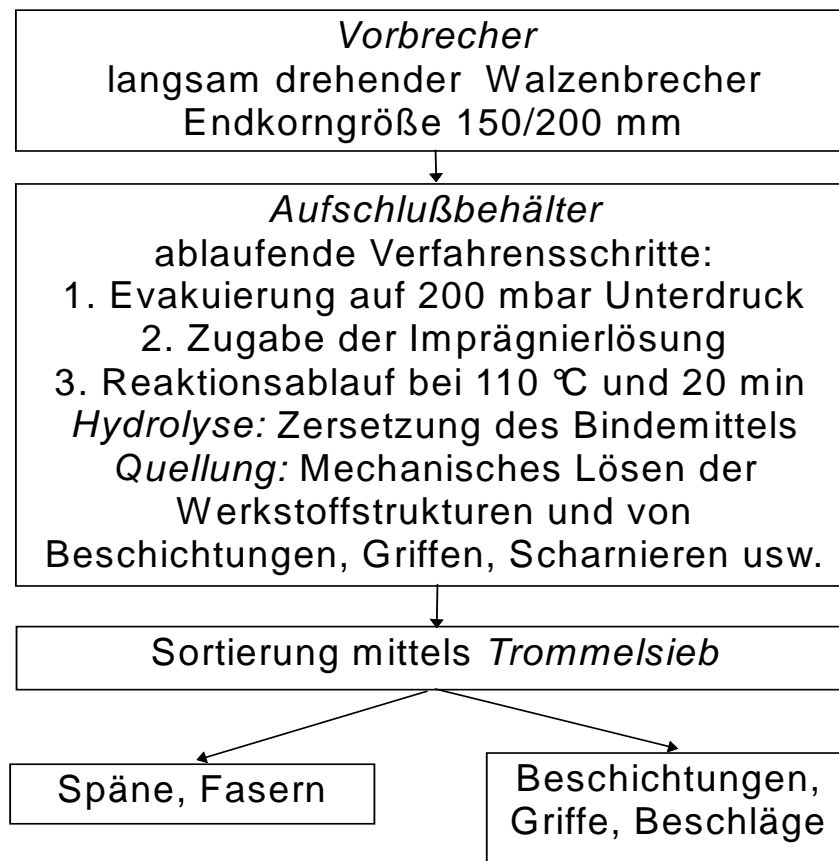 Vorbrecher
langsam drehender Walzenbrecher
Endkorngröße 150/200 mm
Aufschlußbehälter
ablaufende Verfahrensschritte:
1. Evakuierung auf 200 mbar Unterdruck
2. Zugabe der Imprägnierlösung
3. Reaktionsablauf bei 110 °C und 20 min
Hydrolyse: Zersetzung des Bindemittels
Quellung: Mechanisches Lösen der
Werkstoffstrukturen und von
Beschichtungen, Griffen, Scharnieren usw.
Sortierung mittels Trommelsieb
Späne, Fasern
Beschichtungen,
Griffe, Beschläge